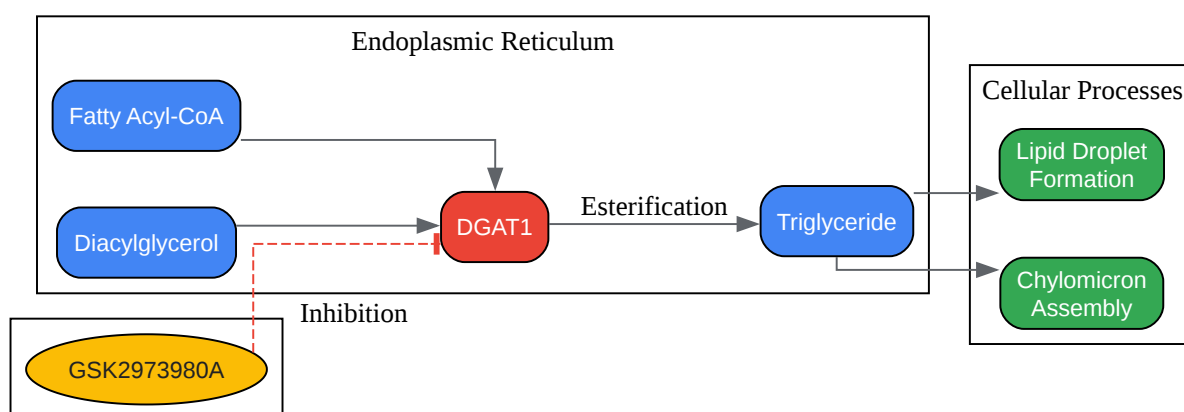 Endoplasmic Reticulum
Cellular Processes
Fatty Acyl-CoA
Lipid Droplet
Formation
Esterification
DGAT1
Triglyceride
Diacylglycerol
Chylomicron
Assembly
Inhibition
GSK2973980A